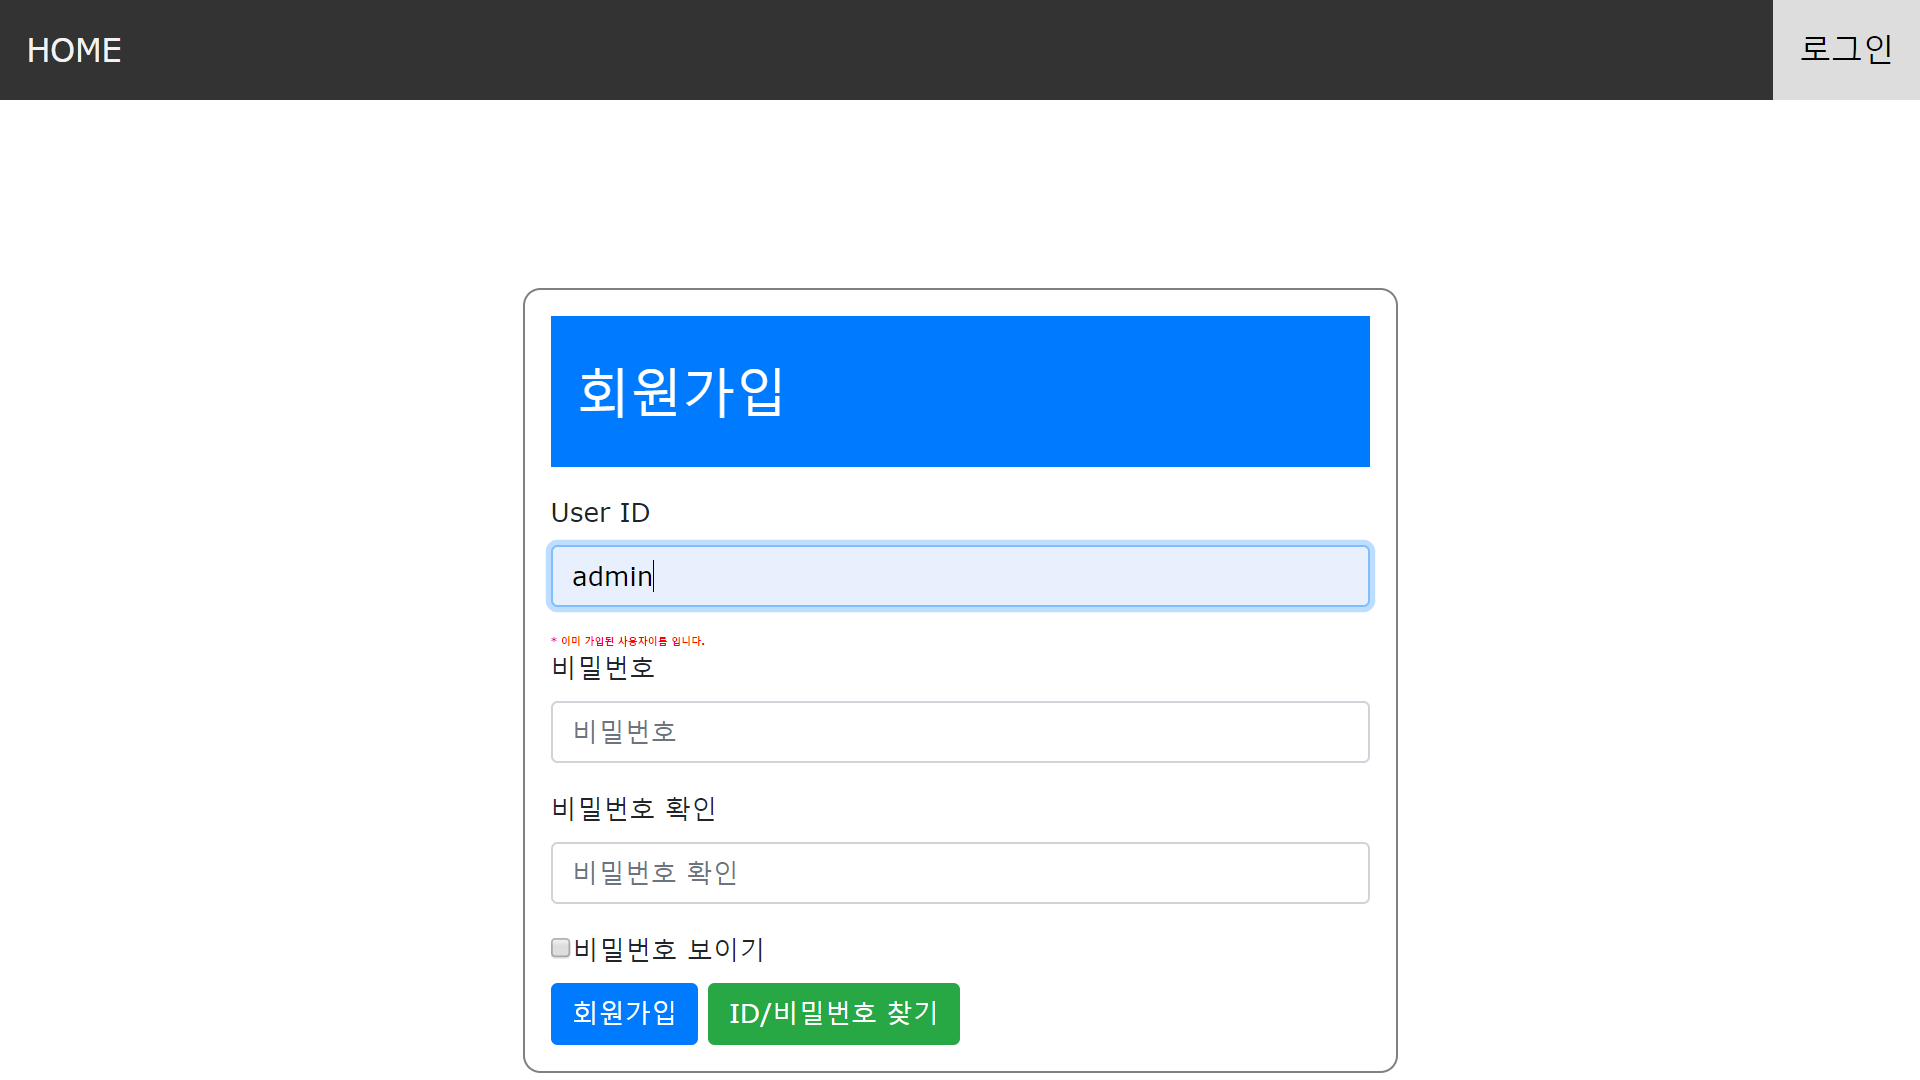 HOME
로그인
회원가입
User ID
admin
* 이미 가입된 사용자이름 입니다.
비밀번호
비밀번호
비밀번호 확인
비밀번호 확인
비밀번호 보이기
회원가입
ID/비밀번호 찾기